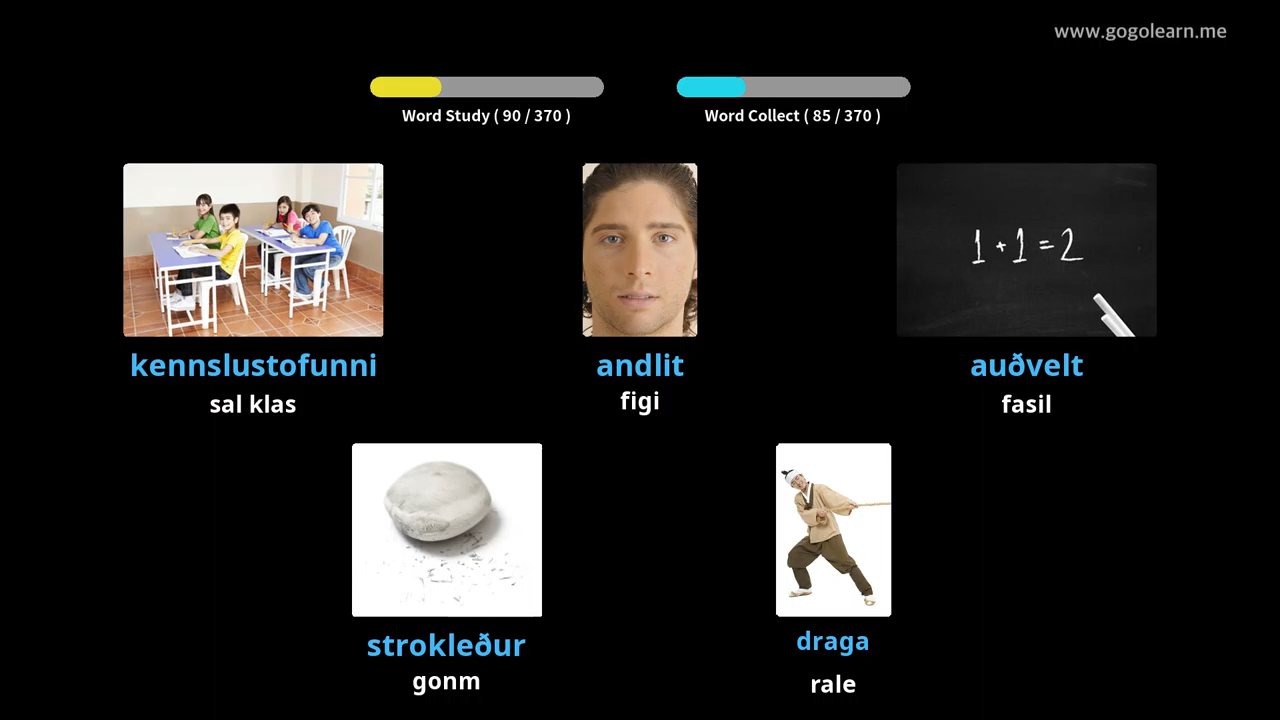 www.gogolearn.me
Word Study ( 90 / 370 )
Word Collect ( 85 / 370 )
1 + 1 = 2
kennslustofunni
sal klas
andlit
figi
auðvelt
fasil
strokleður
gonm
draga
rale